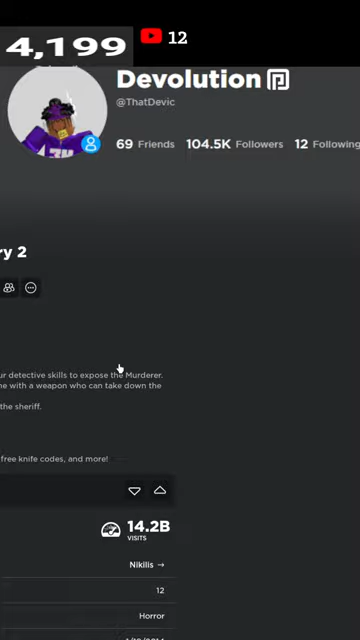 4,199
12
Devolution
@ThatDevic
69 Friends 104.5K Followers 12 Following
ry 2
ur detective skills to expose the Murderer.
ne with a weapon who can take down the
the sheriff.
free knife codes, and more!
14.2B
VISITS
Nikilis →
12
Horror